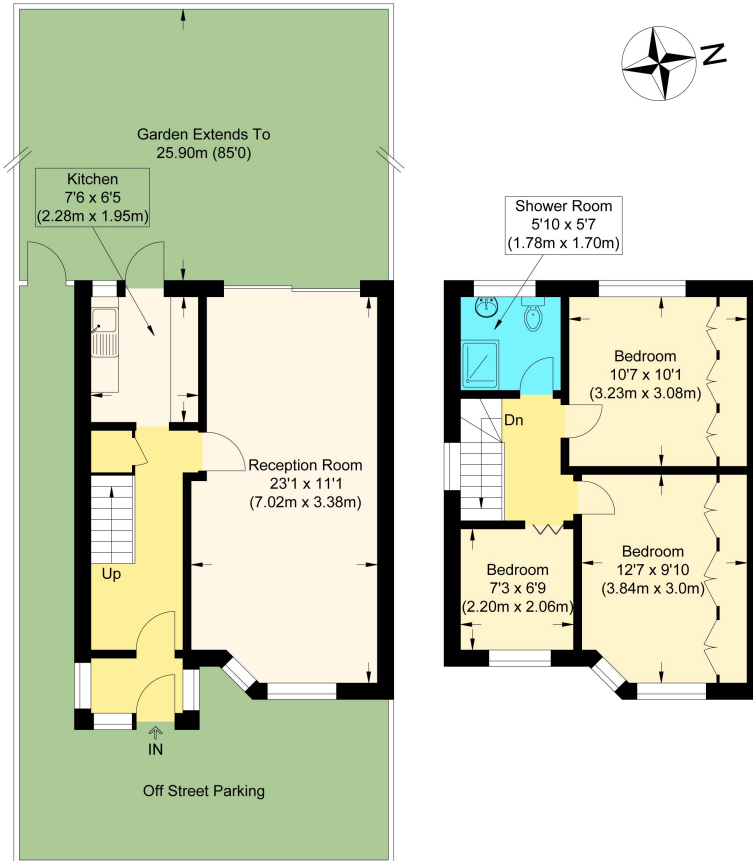 N
Garden Extends To
25.90m (85'0)
Kitchen
7'6 x 6'5
(2.28m x 1.95m)
Reception Room
23'1 x 11'1
(7.02m x 3.38m)
Up
IN
Off Street Parking
Shower Room
5'10 x 5'7
(1.78m x 1.70m)
Bedroom
10'7 x 10'1
(3.23m x 3.08m)
Dn
Bedroom
12'7 x 9'10
(3.84m x 3.0m)
Bedroom
7'3 x 6'9
(2.20m x 2.06m)